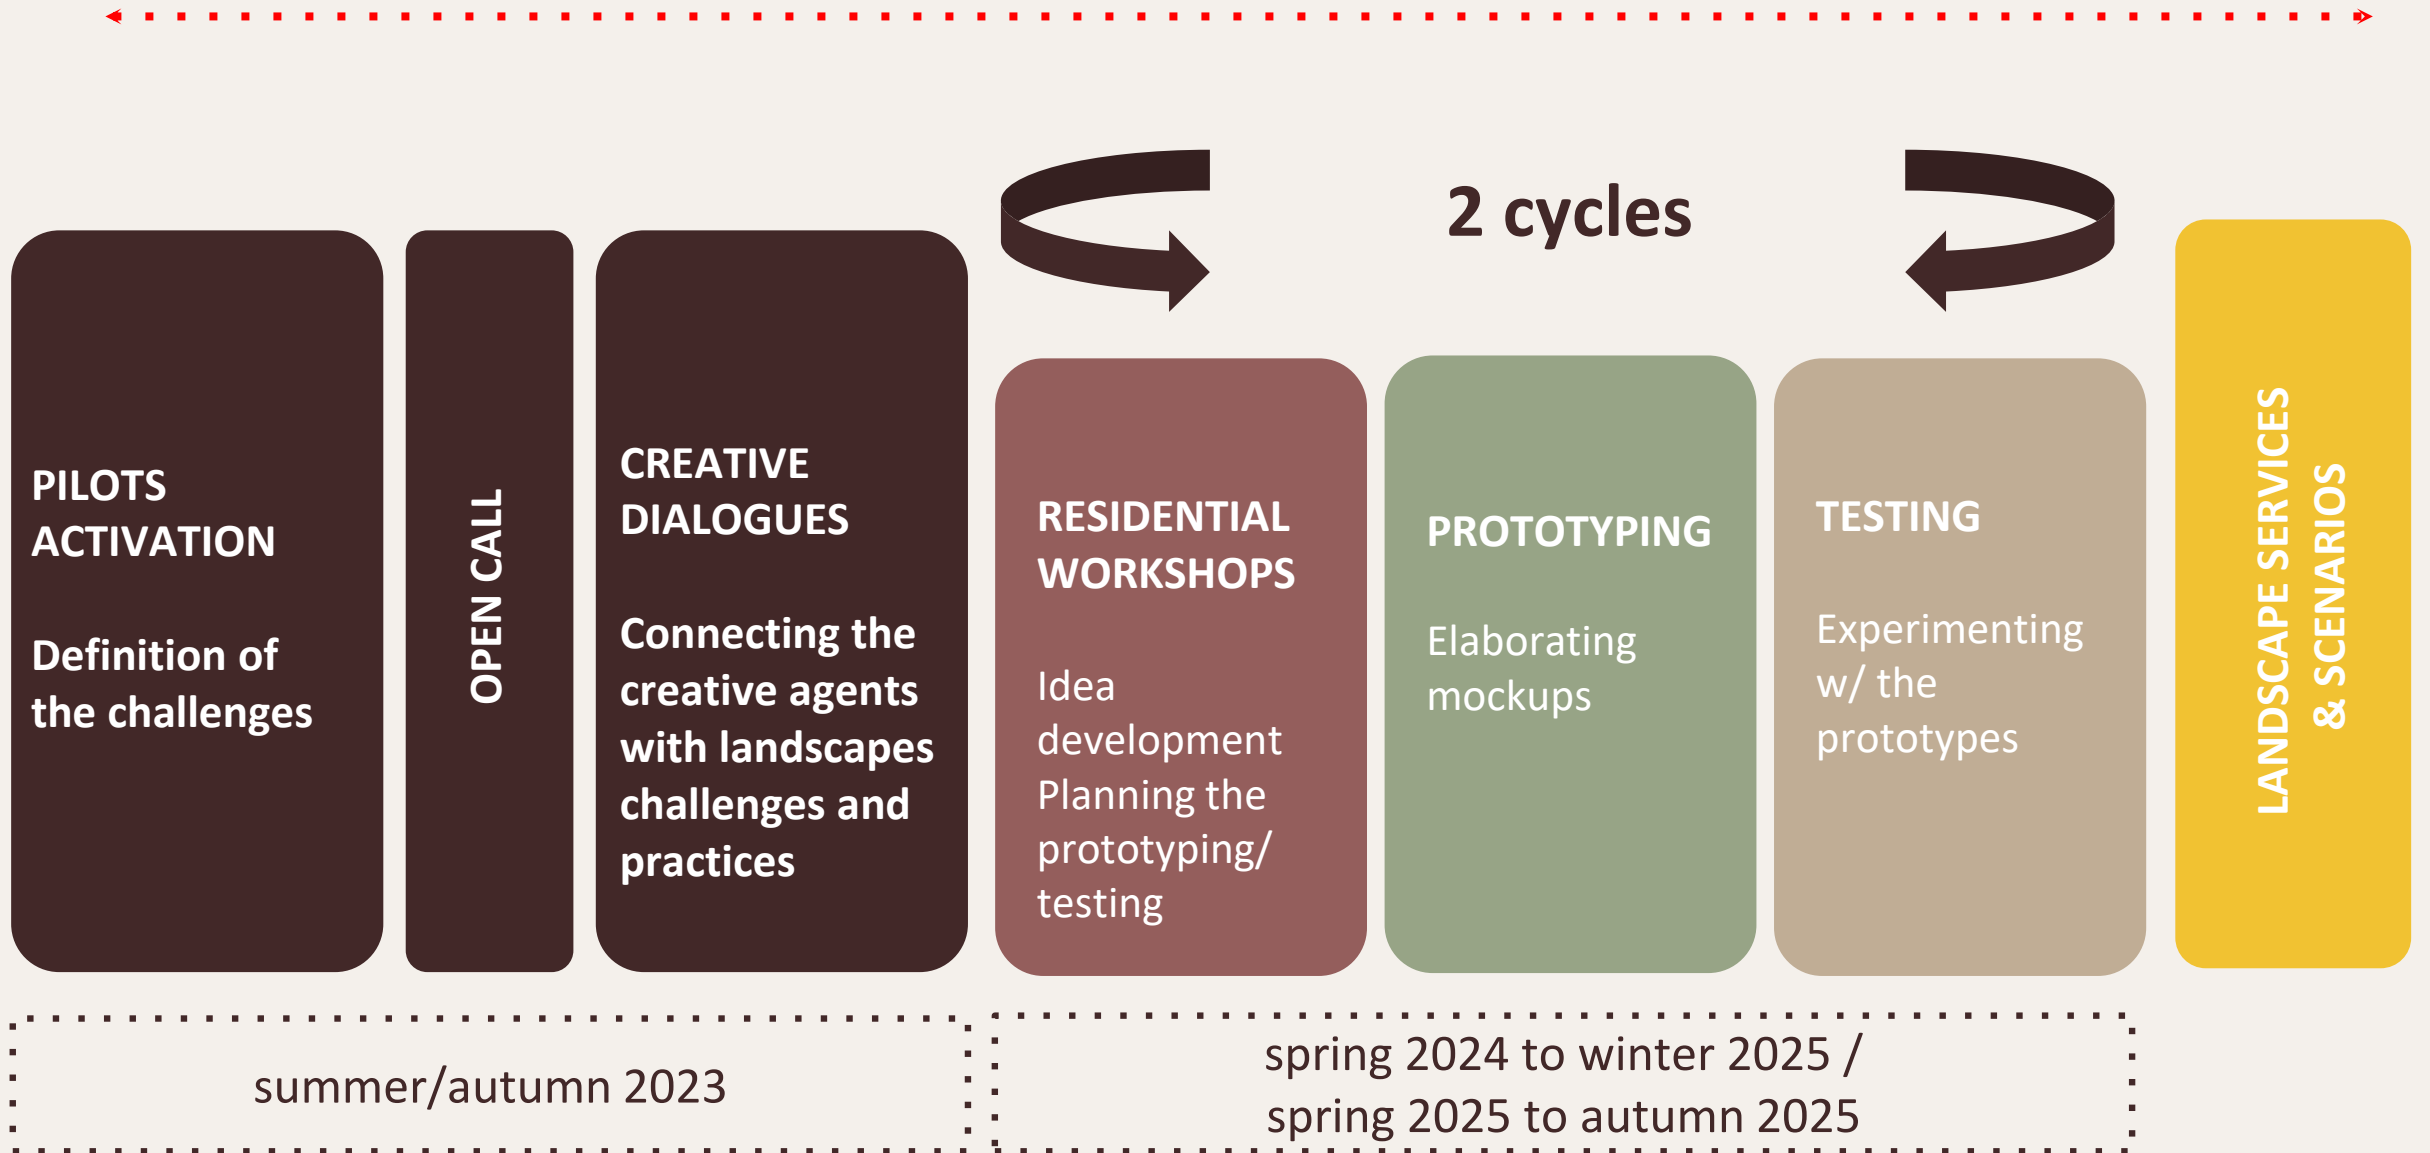 2 cycles
PILOTS
ACTIVATION
Definition of
the challenges
OPEN CALL
CREATIVE
DIALOGUES
Connecting the
creative agents
with landscapes
challenges and
practices
RESIDENTIAL
WORKSHOPS
Idea
development
Planning the
prototyping/
testing
PROTOTYPING
Elaborating
mockups
TESTING
Experimenting
w/ the
prototypes
LANDSCAPE SERVICES
& SCENARIOS
summer/autumn 2023
spring 2024 to winter 2025 /
spring 2025 to autumn 2025